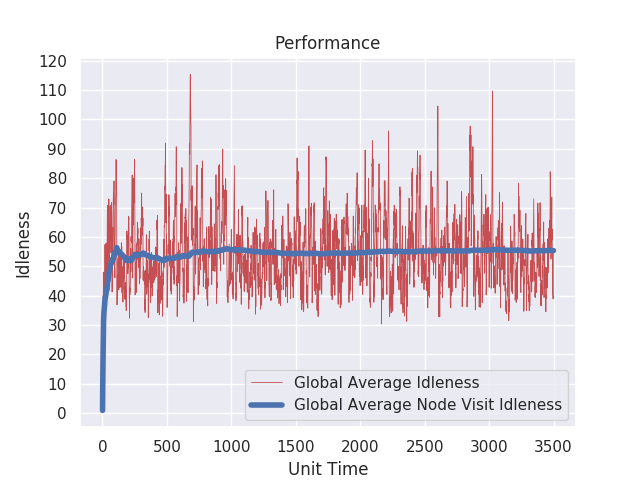 Performance
120
110
100
90
80
70
60
50
40
30
20
10
0
Idleness
0 500 1000 1500 2000 2500 3000 3500
Unit Time
Global Average Idleness
Global Average Node Visit Idleness